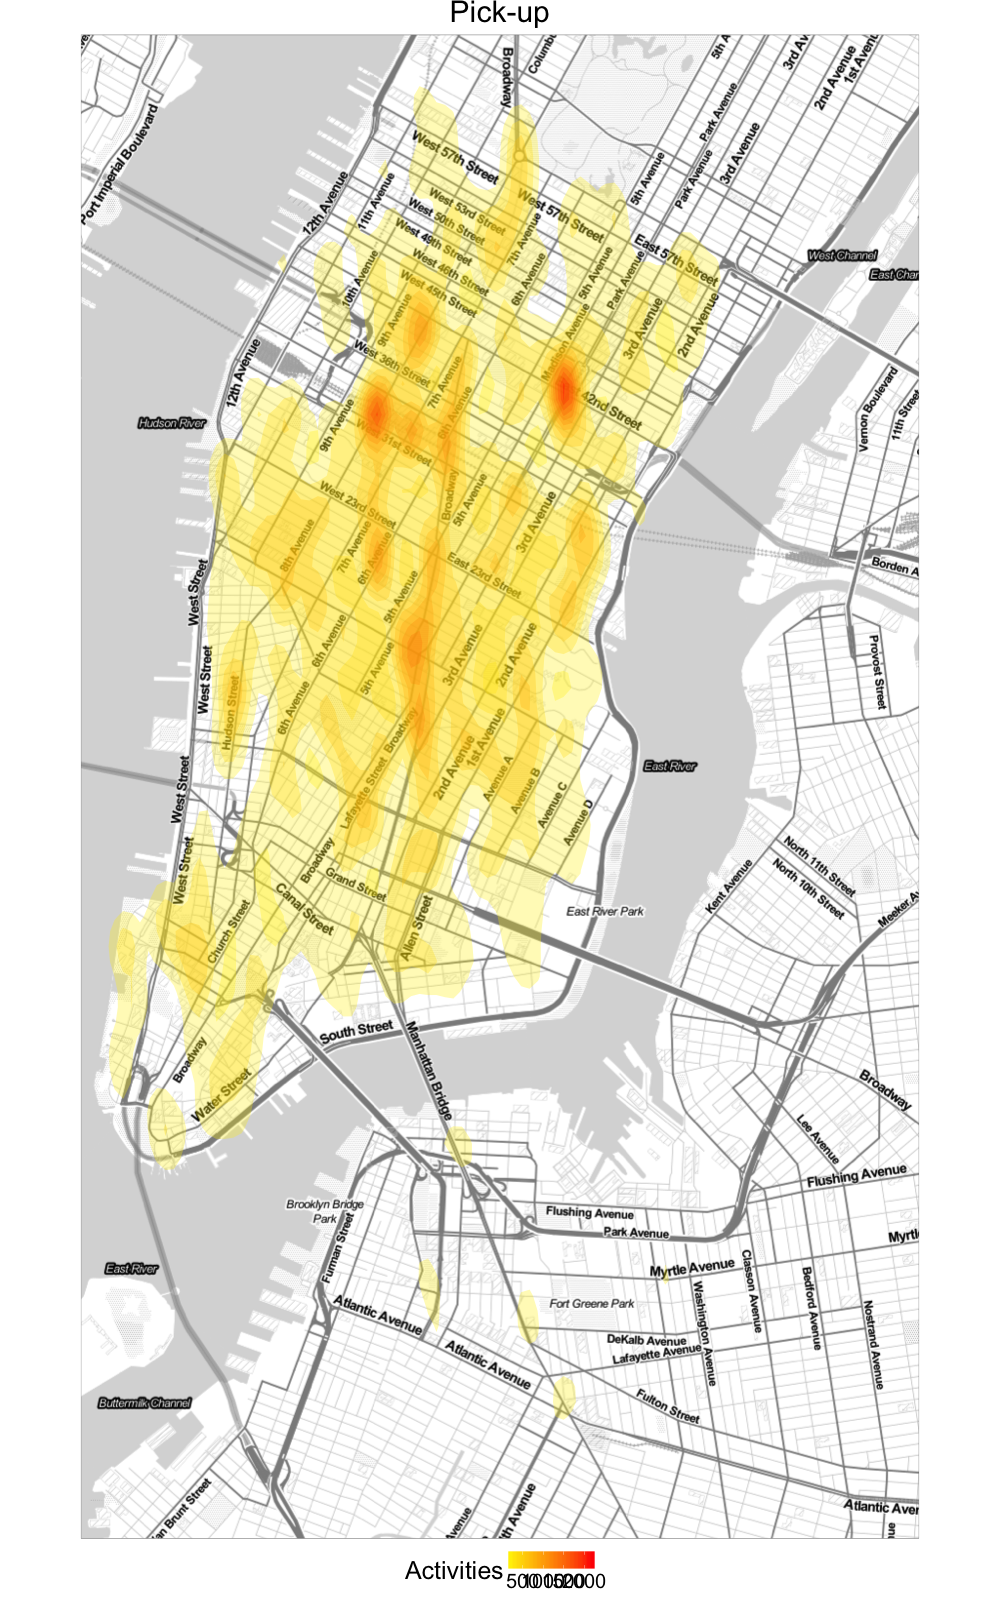 Pick-up
Broadway
5th A
3rd Av
2nd Avenue
Park Avenue
3rd Avenue
Port Imperial Boulevard
West 57th Street
5th Avenue
Park Avenue
12th Avenue
11th Avenue
West 53rd Street
West 50th Street
West 57th Street
West 49th Street
7th Avenue
East 57th Street
West Channel
West 46th Street
East Chan
10th Avenue
6th Avenue
5th Avenue
Park Avenue
West 45th Street
9th Avenue
Madison Avenue
3rd Avenue
2nd Avenue
12th Avenue
West 36th Street
7th Avenue
42nd Street
Vernon Boulevard
11th Street
Hudson River
9th Avenue
6th Avenue
West 31st Street
Broadway
5th Avenue
West 23rd Street
3rd Avenue
8th Avenue
7th Avenue
6th Avenue
East 23rd Street
Borden A
West Street
5th Avenue
6th Avenue
3rd Avenue
2nd Avenue
Provost Street
West Street
5th Avenue
Hudson Street
6th Avenue
Broadway
2nd Avenue
1st Avenue
East River
West Street
Avenue A
Avenue B
Avenue C
Avenue D
Lafayette Street
West Street
Broadway
Grand Street
North 11th Street
North 10th Street
Kent Avenue
Canal Street
Church Street
Allen Street
East River Park
Meeker Av
South Street
Manhattan Bridge
Broadway
Water Street
Broadway
Lee Avenue
Flushing Avenue
Brooklyn Bridge
Park
Flushing Avenue
Park Avenue
Furman Street
Myrtl
East River
Myrtle Avenue
Classon Avenue
Bedford Avenue
Washington Avenue
Nostrand Avenue
Fort Greene Park
Atlantic Avenue
DeKalb Avenue
Lafayette Avenue
Atlantic Avenue
Buttermilk Channel
Fulton Street
an Brunt Street
Avenue
th Avenue
Atlantic Aven
ue
Activities
500 1000 1500 2000